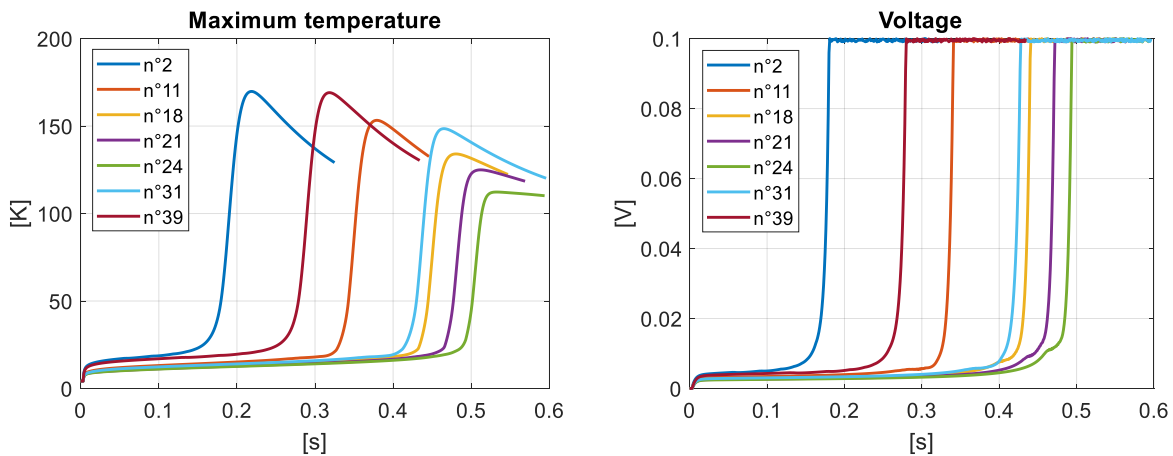 Maximum temperature
200
150
100
50
0
[K]
n°2
n°11
n°18
n°21
n°24
n°31
n°39
0 0.1 0.2 0.3 0.4 0.5 0.6
[s]
Voltage
0.1
0.08
0.06
0.04
0.02
0
[V]
n°2
n°11
n°18
n°21
n°24
n°31
n°39
0 0.1 0.2 0.3 0.4 0.5 0.6
[s]